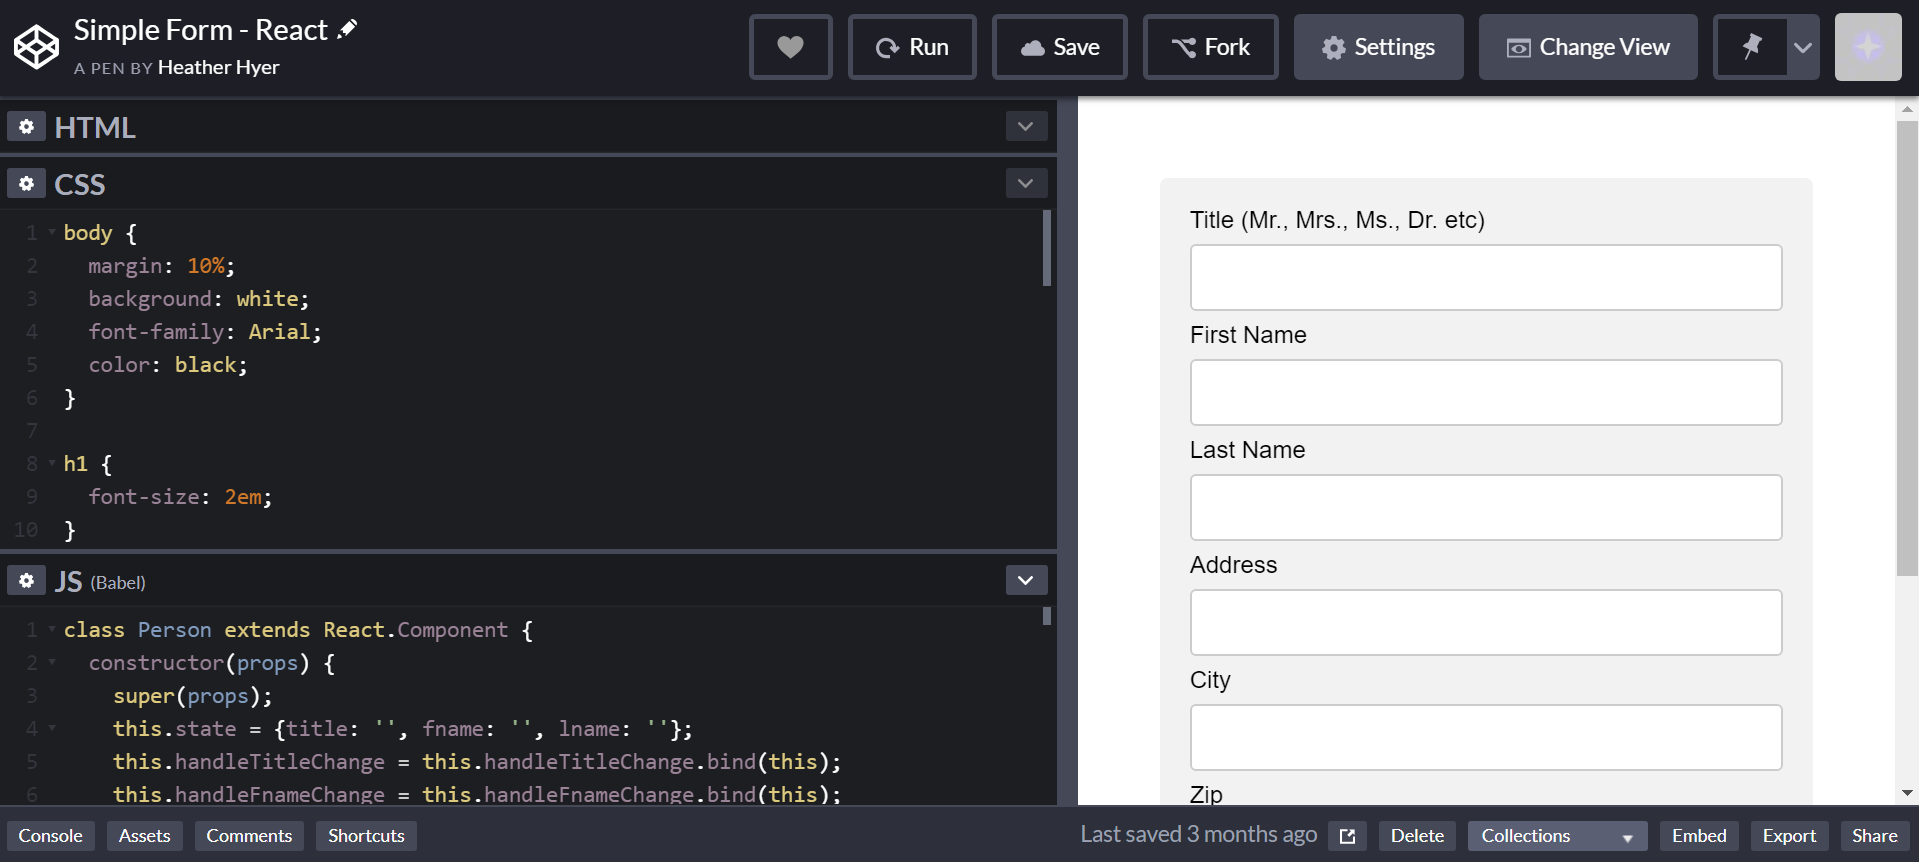 Simple Form - React
A PEN BY Heather Hyer
Run
Save
Fork
Settings
Change View
HTML
CSS
1 body {
2 margin: 10%;
3 background: white;
4 font-family: Arial;
5 color: black;
6 }
7
8 h1 {
9 font-size: 2em;
10 }
JS (Babel)
1 class Person extends React.Component {
2 constructor(props) {
3 super(props);
4 this.state = {title: '', fname: '', lname: ''};
5 this.handleTitleChange = this.handleTitleChange.bind(this);
6 this.handleFnameChange = this.handleFnameChange.bind(this);
Title (Mr., Mrs., Ms., Dr. etc)
First Name
Last Name
Address
City
Zip
Console
Assets
Comments
Shortcuts
Last saved 3 months ago
Delete
Collections
Embed
Export
Share